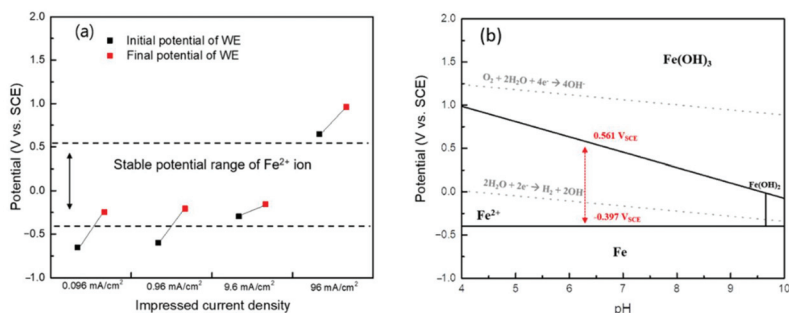 (a)
Initial potential of WE
Final potential of WE
Stable potential range of Fe²⁺ ion
2.0
1.5
1.0
0.5
0.0
−0.5
−1.0
Potential (V vs. SCE)
0.096 mA/cm²
0.96 mA/cm²
9.6 mA/cm²
96 mA/cm²
Impressed current density
(b)
Fe(OH)₃
O₂ + 2H₂O + 4e⁻ → 4OH⁻
0.561 V_SCE
2H₂O + 2e⁻ → H₂ + 2OH⁻
Fe(OH)₂
-0.397 V_SCE
Fe²⁺
Fe
2.0
1.5
1.0
0.5
0.0
−0.5
−1.0
Potential (V vs. SCE)
4
5
6
7
8
9
10
pH